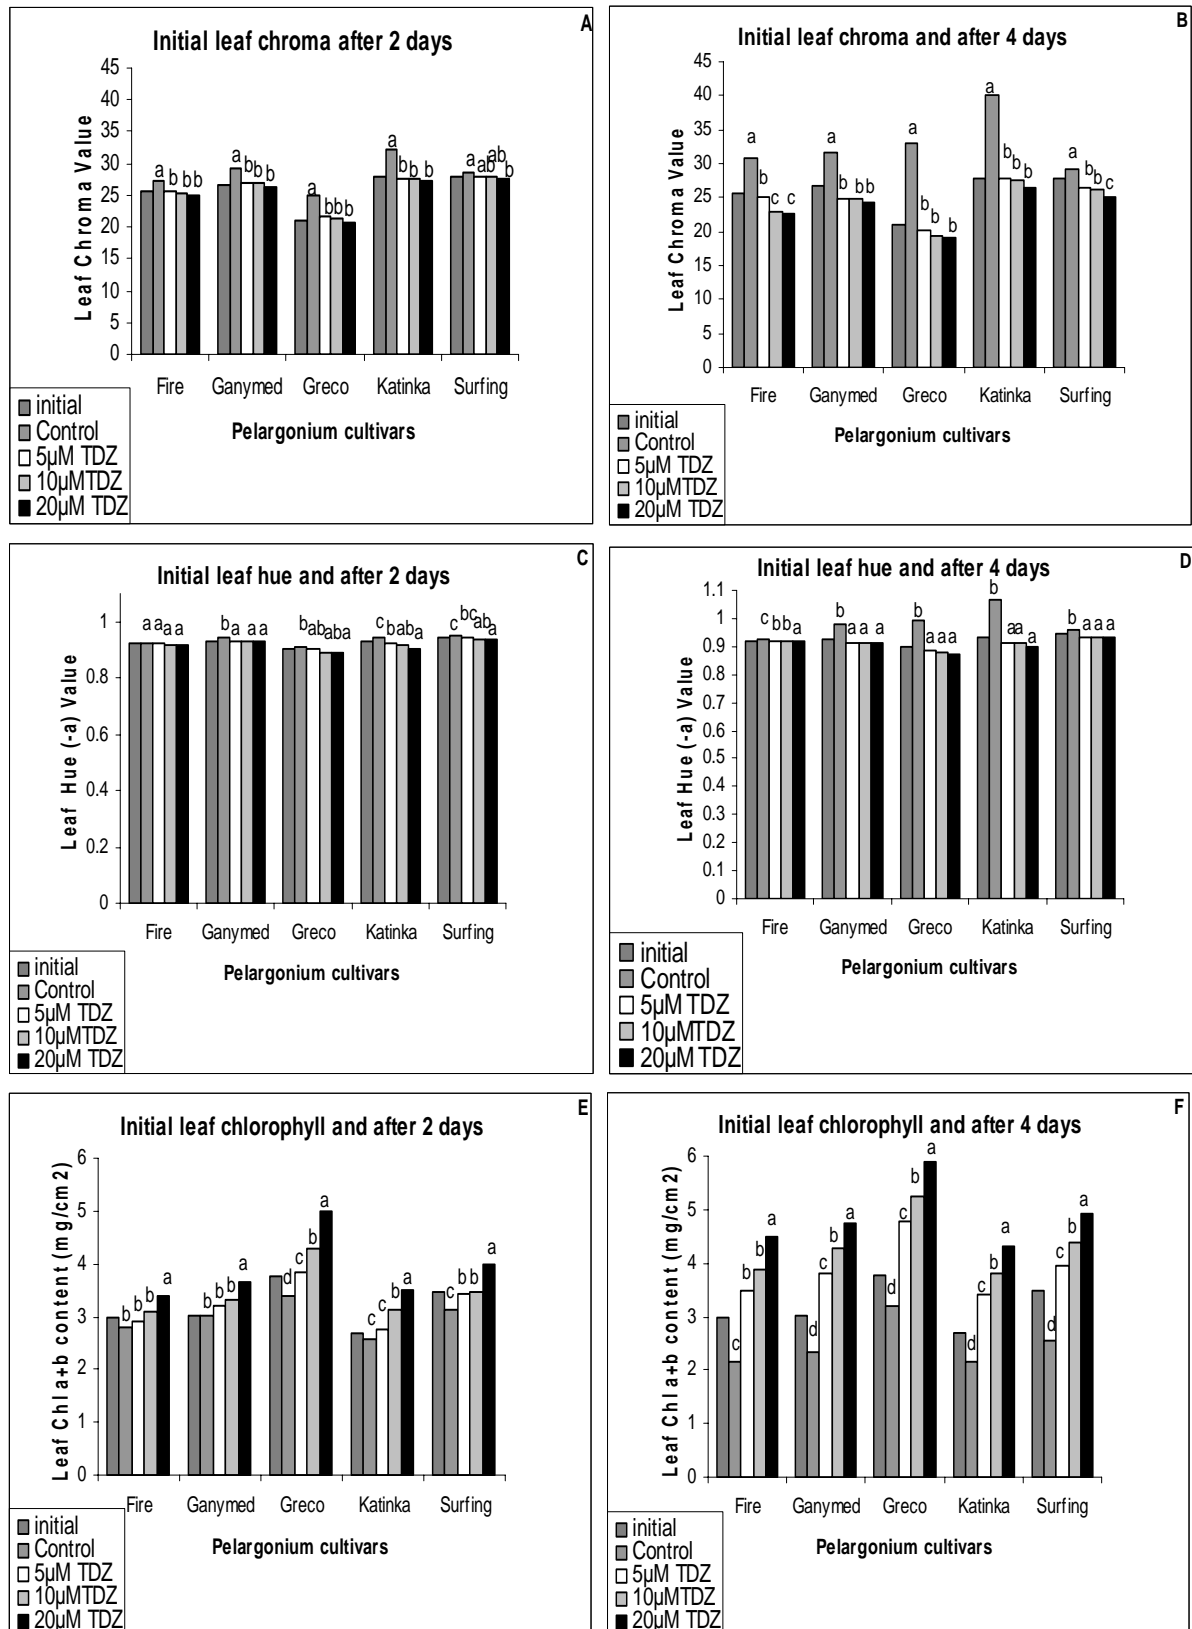 A
Initial leaf chroma after 2 days
Leaf Chroma Value
45
40
35
30
25
20
15
10
5
0
a b b b
a b b b
a b b b
a b b b
a ab ab b
Fire Ganymed Greco Katinka Surfing
Pelargonium cultivars
initial
Control
5µM TDZ
10µMTDZ
20µM TDZ
B
Initial leaf chroma and after 4 days
Leaf Chroma Value
45
40
35
30
25
20
15
10
5
0
a b c c
a b b b
a b b b
a b b b
a b b c
Fire Ganymed Greco Katinka Surfing
Pelargonium cultivars
initial
Control
5µM TDZ
10µMTDZ
20µM TDZ
C
Initial leaf hue and after 2 days
Leaf Hue (-a) Value
1
0.8
0.6
0.4
0.2
0
a a a a
b a a a
b ab ab a
c b ab a
c bc ab a
Fire Ganymed Greco Katinka Surfing
Pelargonium cultivars
initial
Control
5µM TDZ
10µMTDZ
20µM TDZ
D
Initial leaf hue and after 4 days
Leaf Hue (-a) Value
1.1
1
0.9
0.8
0.7
0.6
0.5
0.4
0.3
0.2
0.1
0
c b b a
b a a a
b a a a
b a a a
b a a a
Fire Ganymed Greco Katinka Surfing
Pelargonium cultivars
initial
Control
5µM TDZ
10µMTDZ
20µM TDZ
E
Initial leaf chlorophyll and after 2 days
Leaf Chl a+b content (mg/cm2)
6
5
4
3
2
1
0
b b b a
b b b a
d c b a
c c b a
c b b a
Fire Ganymed Greco Katinka Surfing
Pelargonium cultivars
initial
Control
5µM TDZ
10µMTDZ
20µM TDZ
F
Initial leaf chlorophyll and after 4 days
Leaf Chl a+b content (mg/cm2)
6
5
4
3
2
1
0
c b b a
d c b a
d c b a
d c b a
d c b a
Fire Ganymed Greco Katinka Surfing
Pelargonium cultivars
initial
Control
5µM TDZ
10µMTDZ
20µM TDZ